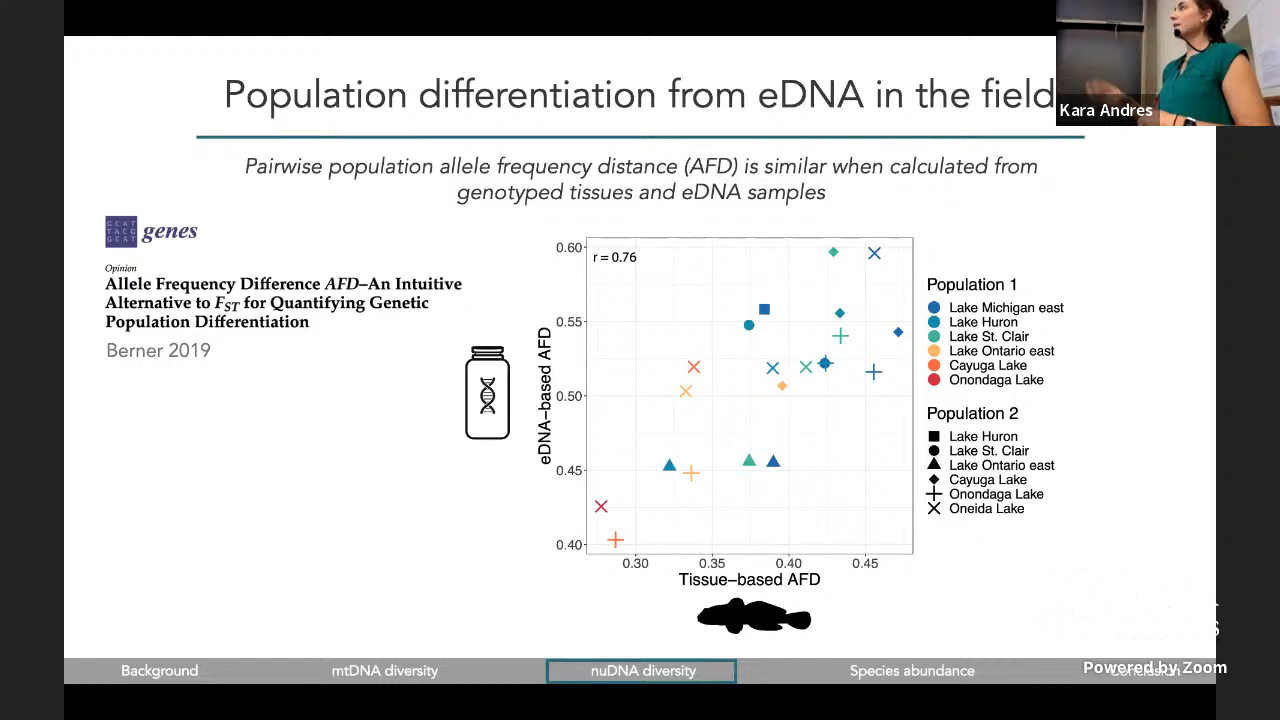 Population differentiation from eDNA in the field
Kara Andres
Pairwise population allele frequency distance (AFD) is similar when calculated from
genotyped tissues and eDNA samples
GCAT
TACG
GCAT
genes
Opinion
Allele Frequency Difference AFD–An Intuitive
Alternative to FST for Quantifying Genetic
Population Differentiation
Berner 2019
r = 0.76
eDNA−based AFD
0.60
0.55
0.50
0.45
0.40
0.30
0.35
0.40
0.45
Tissue−based AFD
Population 1
Lake Michigan east
Lake Huron
Lake St. Clair
Lake Ontario east
Cayuga Lake
Onondaga Lake
Population 2
Lake Huron
Lake St. Clair
Lake Ontario east
Cayuga Lake
Onondaga Lake
Oneida Lake
Background
mtDNA diversity
nuDNA diversity
Species abundance
Conclusion
Powered by Zoom